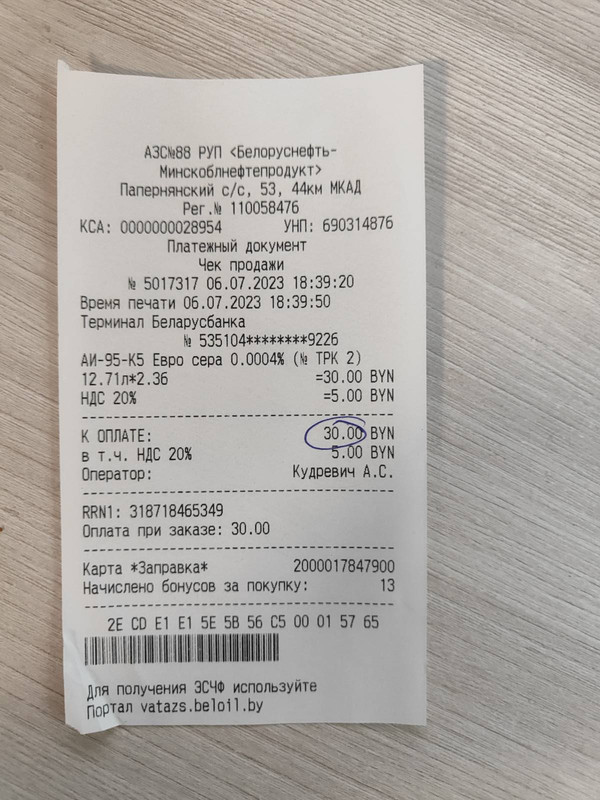 АЗС№88 РУП <Белоруснефть-
Минскоблнефтепродукт>
Папернянский с/с, 53, 44км МКАД
Рег.№ 110058476
КСА: 0000000028954 УНП: 690314876
Платежный документ
Чек продажи
№ 5017317 06.07.2023 18:39:20
Время печати 06.07.2023 18:39:50
Терминал Беларусбанка
№ 535104********9226
АИ-95-К5 Евро сера 0.0004% (№ ТРК 2)
12.71л*2.36 =30.00 BYN
НДС 20% =5.00 BYN
К ОПЛАТЕ: 30.00 BYN
в т.ч. НДС 20% 5.00 BYN
Оператор: Кудревич А.С.
RRN1: 318718465349
Оплата при заказе: 30.00
Карта *Заправка* 2000017847900
Начислено бонусов за покупку: 13
2E CD E1 E1 5E 5B 56 C5 00 01 57 65
Для получения ЭСЧФ используйте
Портал vatazs.beloil.by